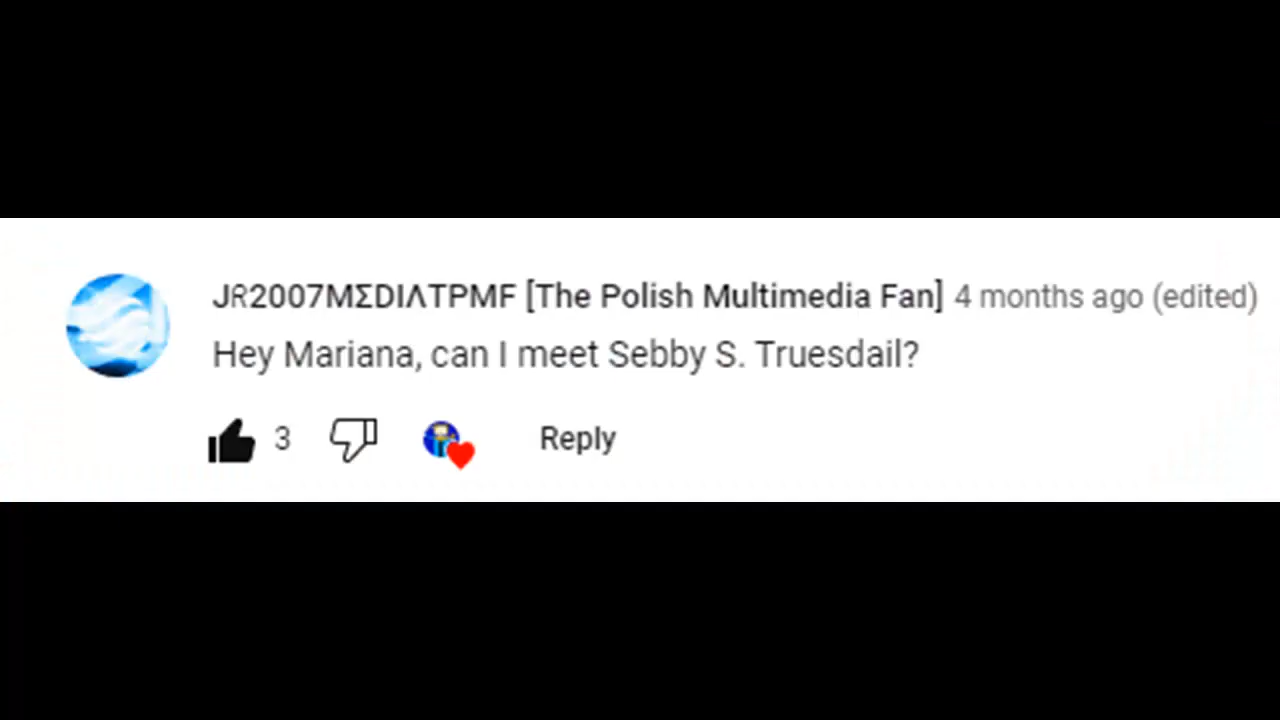 JR2007MΣDIΛTPMF [The Polish Multimedia Fan] 4 months ago (edited)
Hey Mariana, can I meet Sebby S. Truesdail?
3 Reply